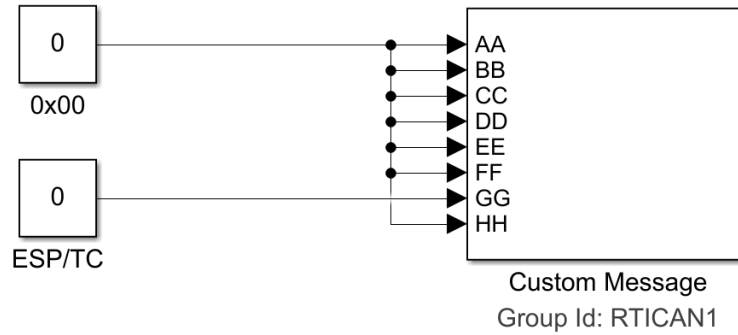 0
0x00
0
ESP/TC
AA
BB
CC
DD
EE
FF
GG
HH
Custom Message
Group Id: RTICAN1